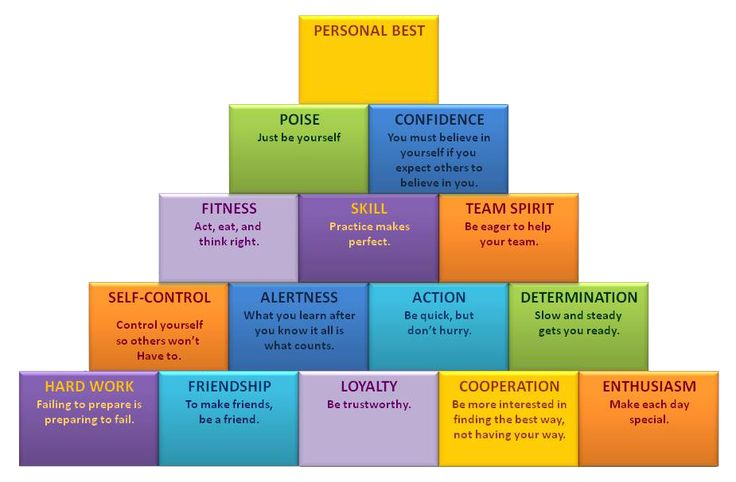 PERSONAL BEST
POISE
Just be yourself
CONFIDENCE
You must believe in
yourself if you
expect others to
believe in you.
FITNESS
Act, eat, and
think right.
SKILL
Practice makes
perfect.
TEAM SPIRIT
Be eager to help
your team.
SELF-CONTROL
Control yourself
so others won't
Have to.
ALERTNESS
What you learn after
you know it all is
what counts.
ACTION
Be quick, but
don't hurry.
DETERMINATION
Slow and steady
gets you ready.
HARD WORK
Failing to prepare is
preparing to fail.
FRIENDSHIP
To make friends,
be a friend.
LOYALTY
Be trustworthy.
COOPERATION
Be more interested in
finding the best way,
not having your way.
ENTHUSIASM
Make each day
special.